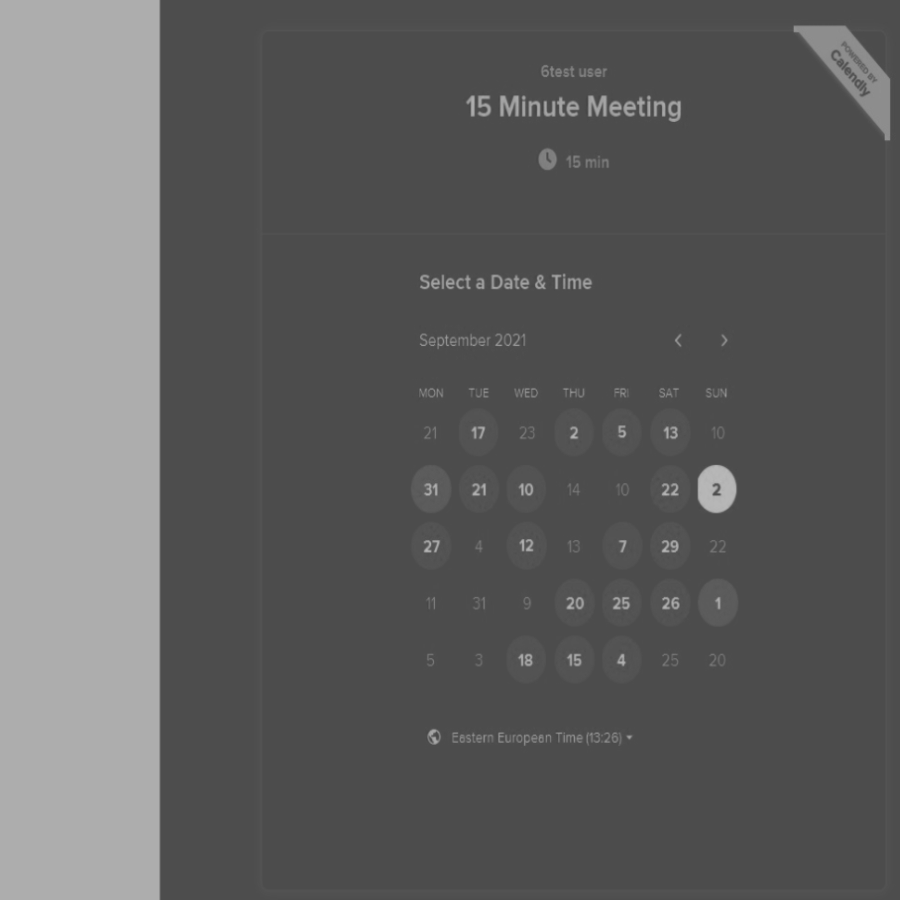 POWERED BY
Calendly
6test user
15 Minute Meeting
15 min
Select a Date & Time
September 2021
MON TUE WED THU FRI SAT SUN
21 17 23 2 5 13 10
31 21 10 14 10 22 2
27 4 12 13 7 29 22
11 31 9 20 25 26 1
5 3 18 15 4 25 20
Eastern European Time (13:26)